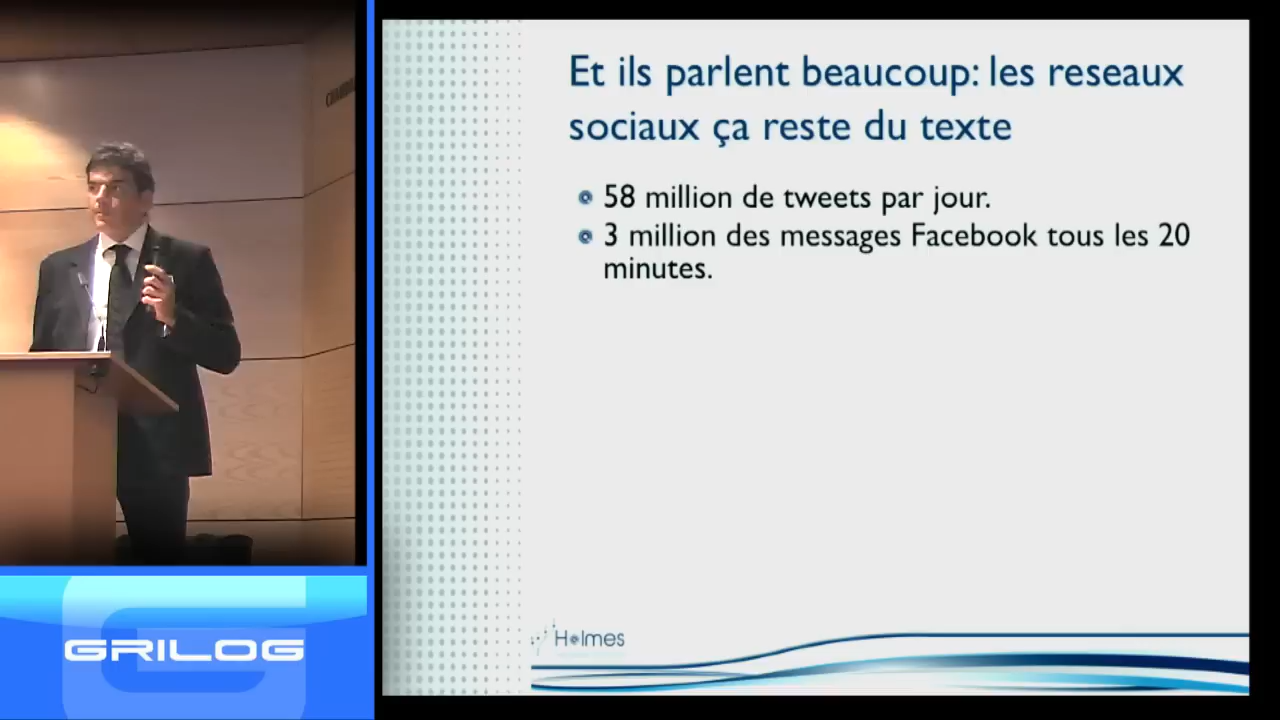 Et ils parlent beaucoup: les reseaux
sociaux ça reste du texte
58 million de tweets par jour.
3 million des messages Facebook tous les 20
minutes.
Holmes
GRILOG